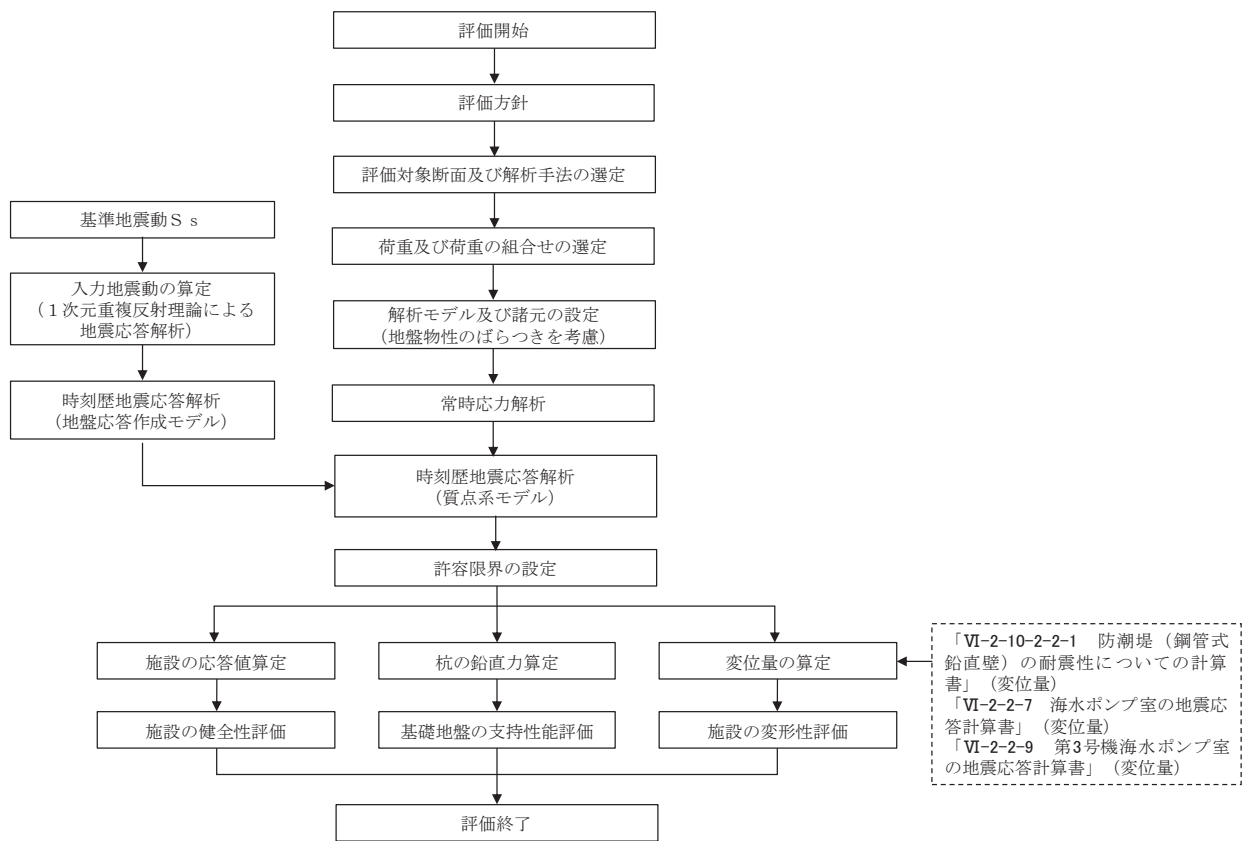 評価開始
評価方針
評価対象断面及び解析手法の選定
基準地震動Ｓｓ
荷重及び荷重の組合せの選定
入力地震動の算定
（１次元重複反射理論による
地震応答解析）
解析モデル及び諸元の設定
（地盤物性のばらつきを考慮）
時刻歴地震応答解析
（地盤応答作成モデル）
常時応力解析
時刻歴地震応答解析
（質点系モデル）
許容限界の設定
施設の応答値算定
杭の鉛直力算定
変位量の算定
「Ⅵ-2-10-2-2-1　防潮堤（鋼管式
鉛直壁）の耐震性についての計算
書」（変位量）
「Ⅵ-2-2-7　海水ポンプ室の地震応
答計算書」（変位量）
「Ⅵ-2-2-9　第3号機海水ポンプ室
の地震応答計算書」（変位量）
施設の健全性評価
基礎地盤の支持性能評価
施設の変形性評価
評価終了